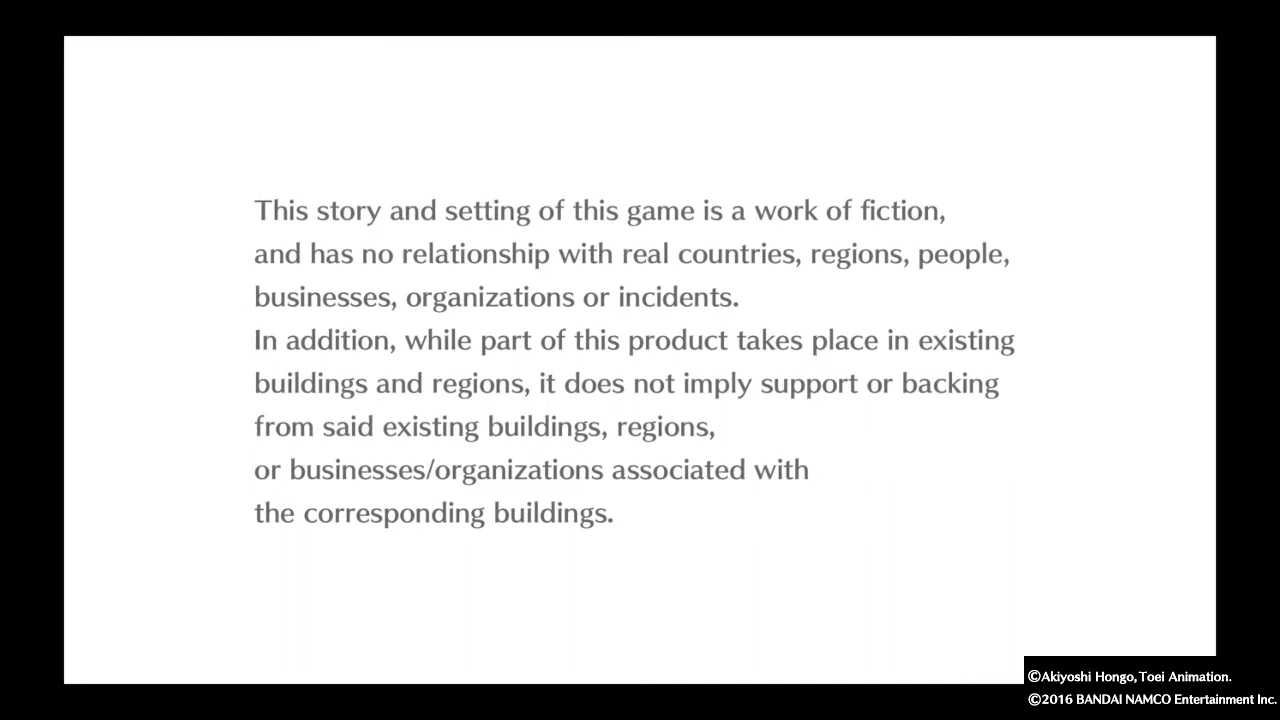 This story and setting of this game is a work of fiction,
and has no relationship with real countries, regions, people,
businesses, organizations or incidents.
In addition, while part of this product takes place in existing
buildings and regions, it does not imply support or backing
from said existing buildings, regions,
or businesses/organizations associated with
the corresponding buildings.
©Akiyoshi Hongo, Toei Animation.
©2016 BANDAI NAMCO Entertainment Inc.